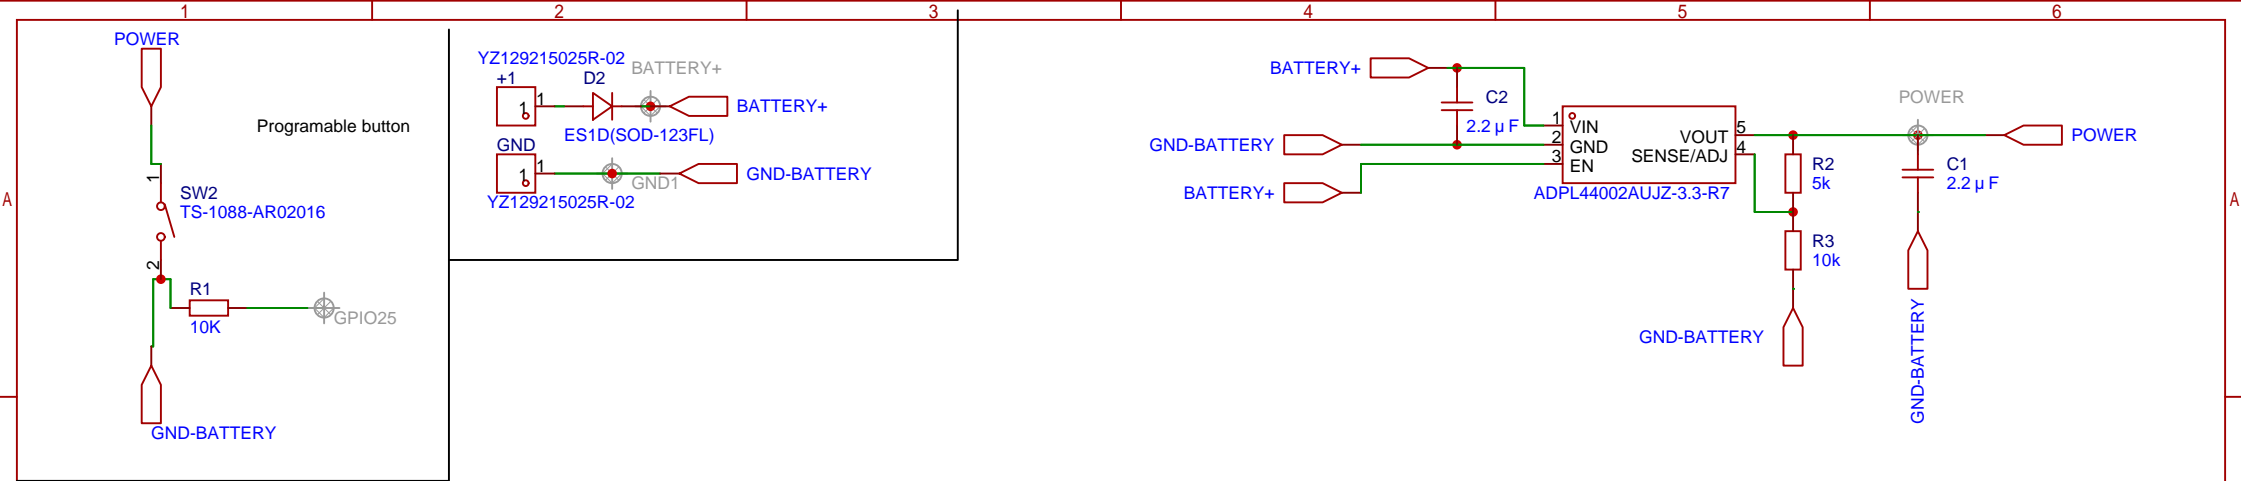 1
2
3
4
5
6
A
A
POWER
Programable button
1
SW2
TS-1088-AR02016
2
R1
10K
GPIO25
GND-BATTERY
YZ129215025R-02
+1
1
1
D2
BATTERY+
BATTERY+
ES1D(SOD-123FL)
GND
1
1
GND1
GND-BATTERY
YZ129215025R-02
BATTERY+
C2
2.2 µ F
GND-BATTERY
BATTERY+
1
2
3
VIN
GND
EN
VOUT
SENSE/ADJ
5
4
ADPL44002AUJZ-3.3-R7
R2
5k
R3
10k
GND-BATTERY
POWER
POWER
C1
2.2 µ F
GND-BATTERY